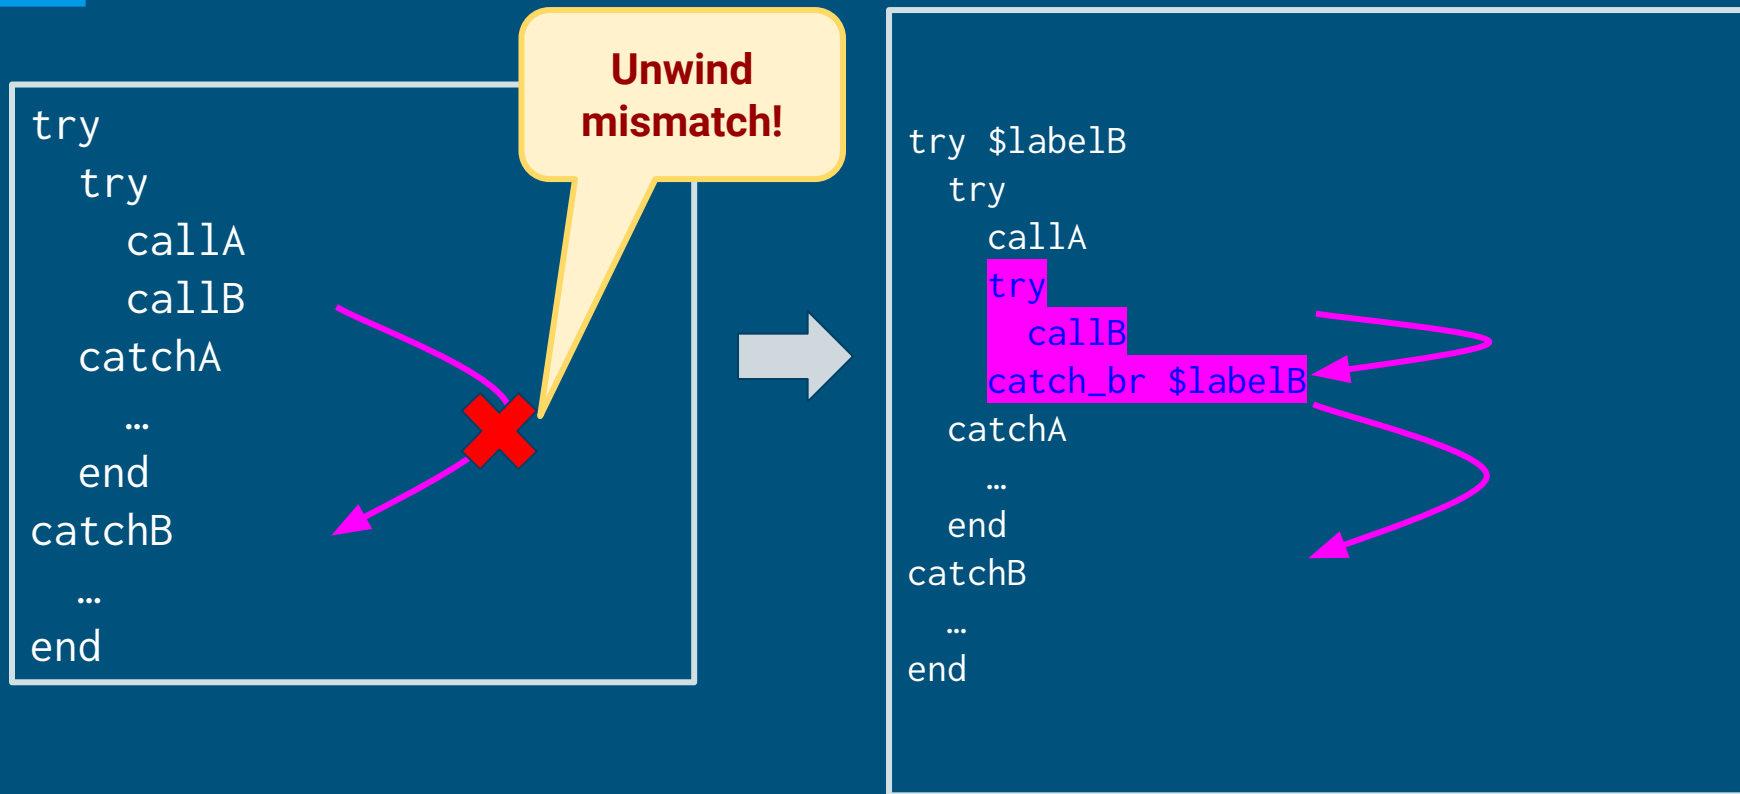 Unwind
mismatch!
try
  try
    callA
    callB
  catchA
    …
  end
catchB
  …
end
try $labelB
  try
    callA
    try
      callB
    catch_br $labelB
  catchA
    …
  end
catchB
  …
end